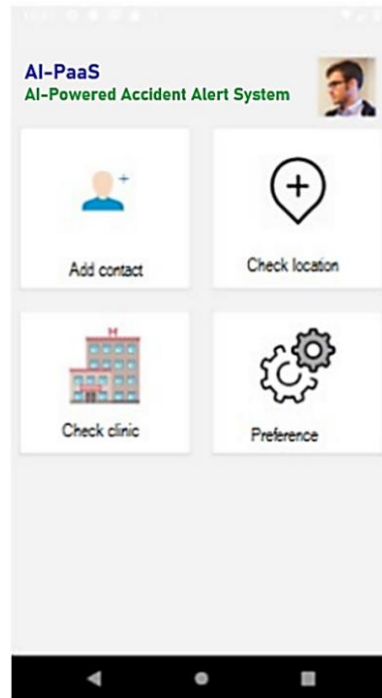 AI-PaaS
AI-Powered Accident Alert System
Add contact
Check location
H
Check clinic
Preference